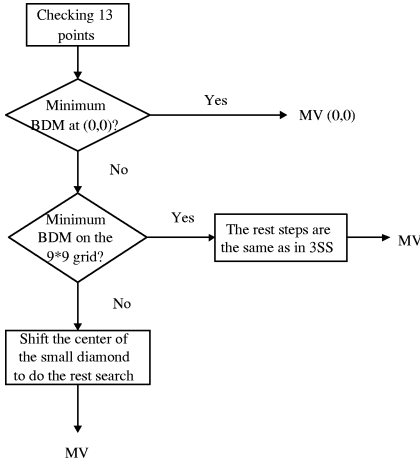 Checking 13
points
Minimum
BDM at (0,0)?
Yes
MV (0,0)
No
Minimum
BDM on the
9*9 grid?
Yes
The rest steps are
the same as in 3SS
MV
No
Shift the center of
the small diamond
to do the rest search
MV